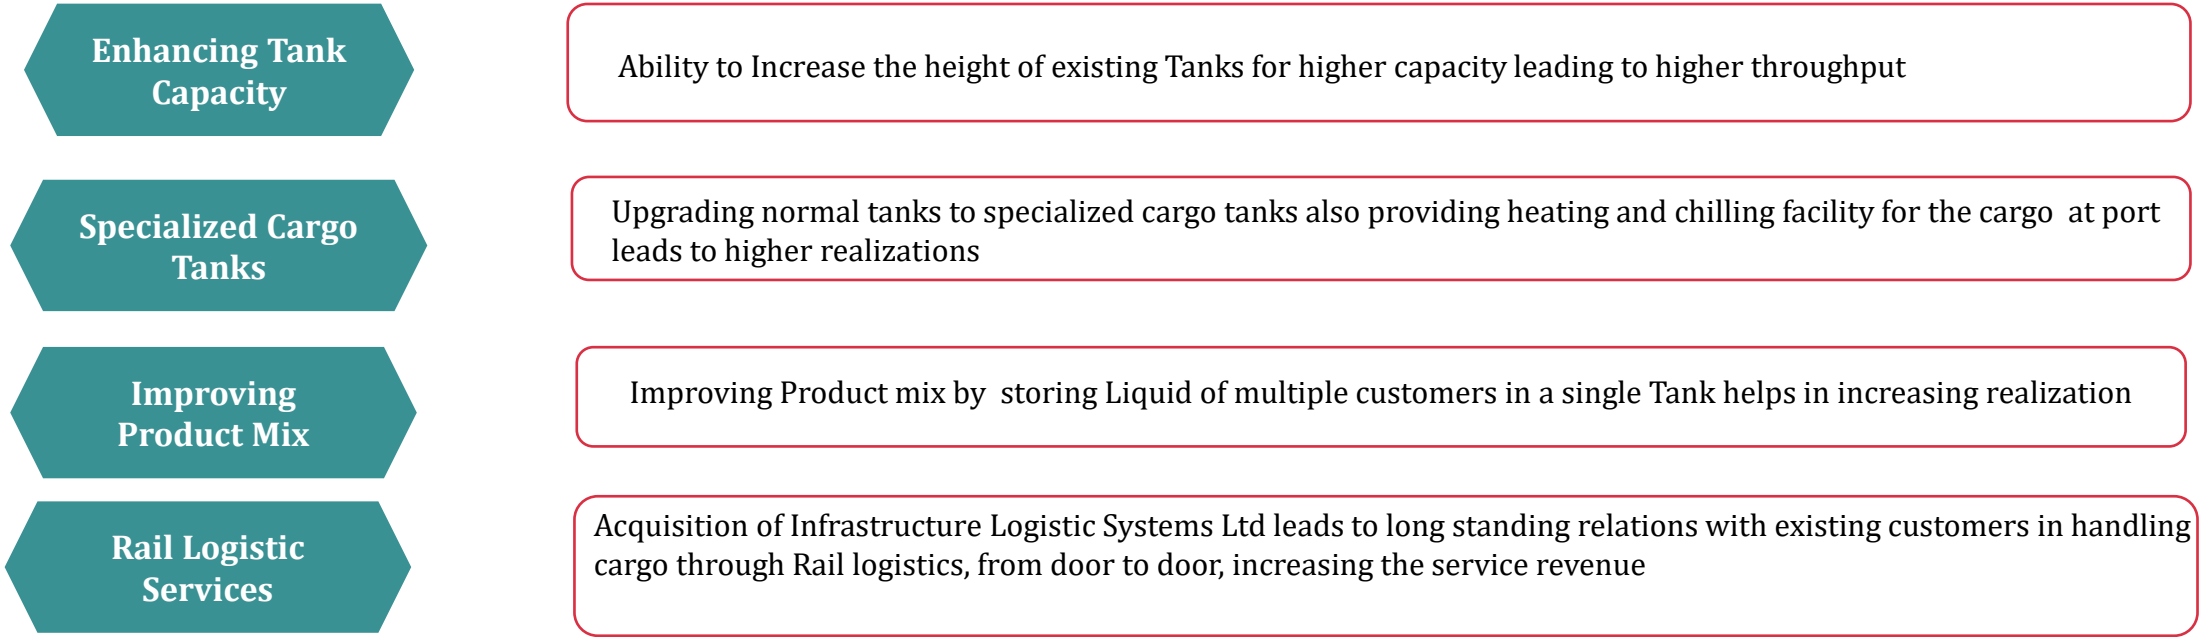 Enhancing Tank
Capacity
Ability to Increase the height of existing Tanks for higher capacity leading to higher throughput
Specialized Cargo
Tanks
Upgrading normal tanks to specialized cargo tanks also providing heating and chilling facility for the cargo  at port
leads to higher realizations
Improving
Product Mix
Improving Product mix by  storing Liquid of multiple customers in a single Tank helps in increasing realization
Rail Logistic
Services
Acquisition of Infrastructure Logistic Systems Ltd leads to long standing relations with existing customers in handling
cargo through Rail logistics, from door to door, increasing the service revenue